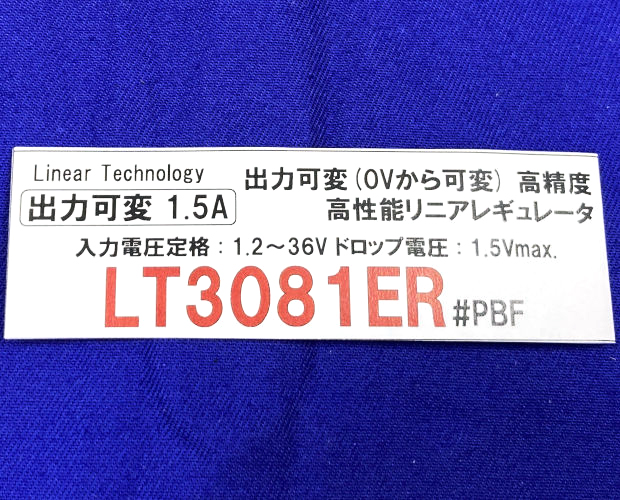 Linear Technology
出力可変 1.5A
出力可変(0Vから可変) 高精度
高性能リニアレギュレータ
入力電圧定格：1.2～36V ドロップ電圧：1.5Vmax.
LT3081ER #PBF